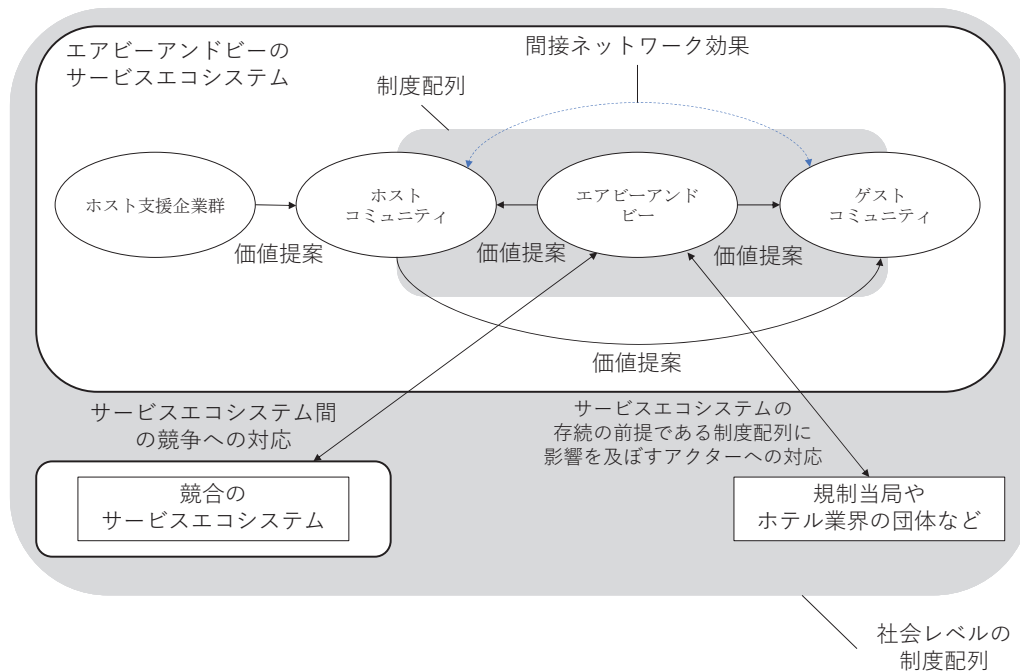 エアビーアンドビーの
サービスエコシステム
間接ネットワーク効果
制度配列
ホスト支援企業群
ホスト
コミュニティ
エアビーアンド
ビー
ゲスト
コミュニティ
価値提案
価値提案
価値提案
価値提案
サービスエコシステム間
の競争への対応
サービスエコシステムの
存続の前提である制度配列に
影響を及ぼすアクターへの対応
競合の
サービスエコシステム
規制当局や
ホテル業界の団体など
社会レベルの
制度配列